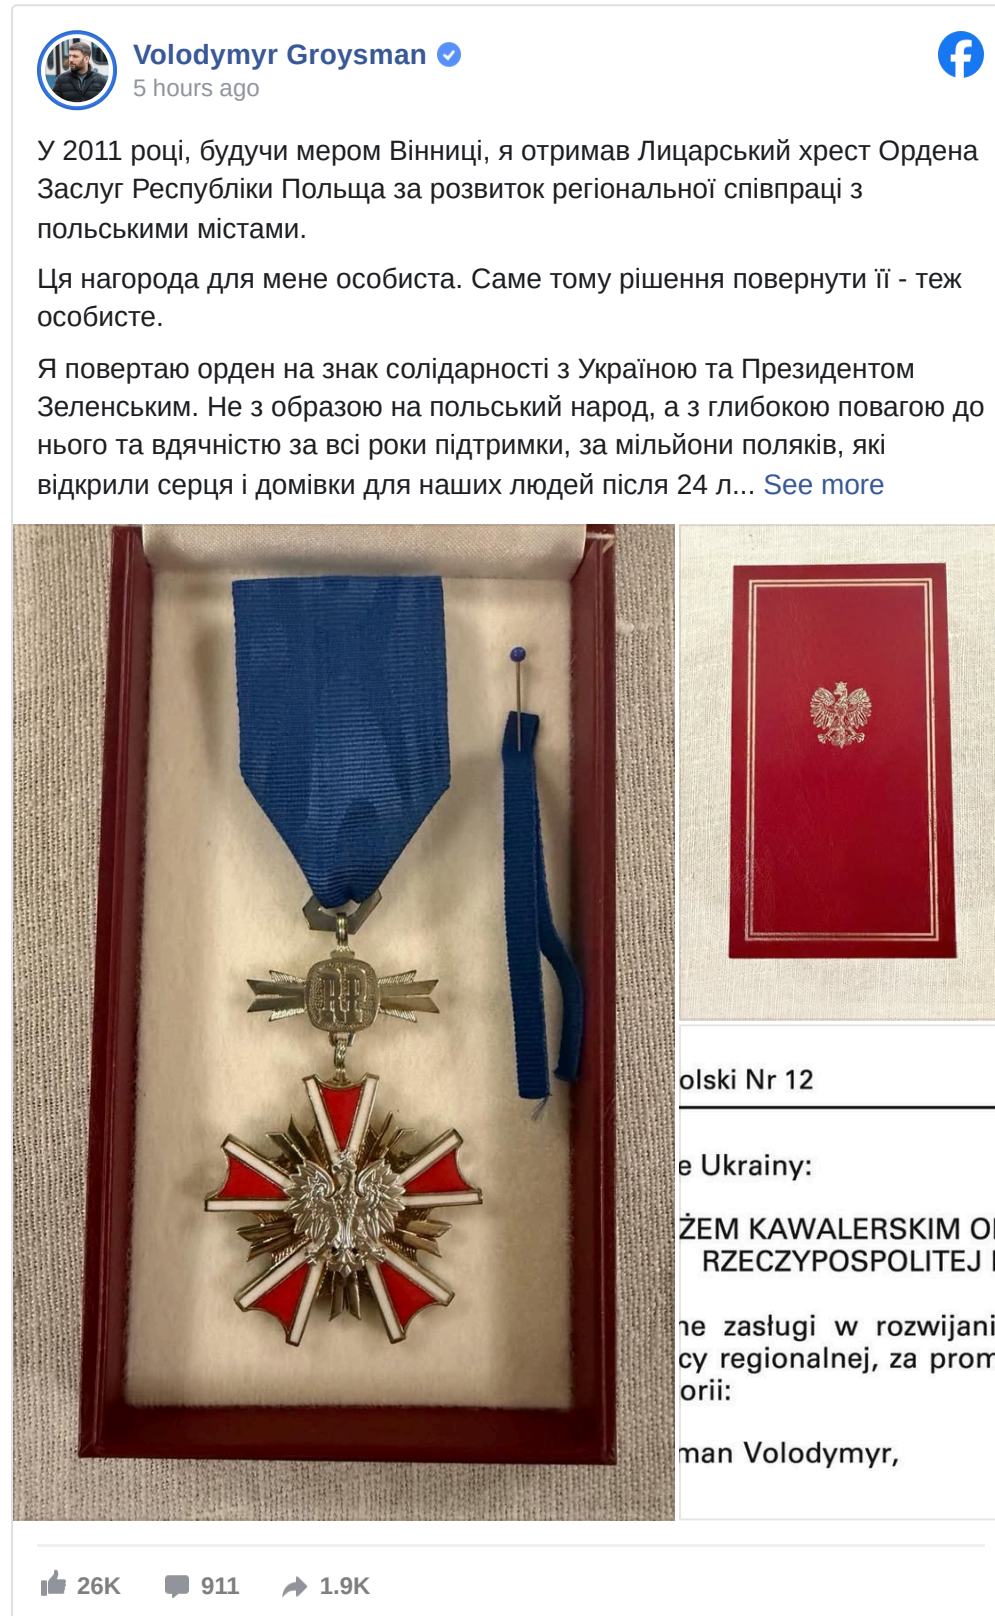 Volodymyr Groysman
5 hours ago
У 2011 році, будучи мером Вінниці, я отримав Лицарський хрест Ордена
Заслуг Республіки Польща за розвиток регіональної співпраці з
польськими містами.
Ця нагорода для мене особиста. Саме тому рішення повернути її - теж
особисте.
Я повертаю орден на знак солідарності з Україною та Президентом
Зеленським. Не з образою на польський народ, а з глибокою повагою до
нього та вдячністю за всі роки підтримки, за мільйони поляків, які
відкрили серця і домівки для наших людей після 24 л... See more
RP
olski Nr 12
e Ukrainy:
ŻEM KAWALERSKIM O
RZECZYPOSPOLITEJ
ne zasługi w rozwijani
cy regionalnej, za prom
orii:
man Volodymyr,
26K 911 1.9K